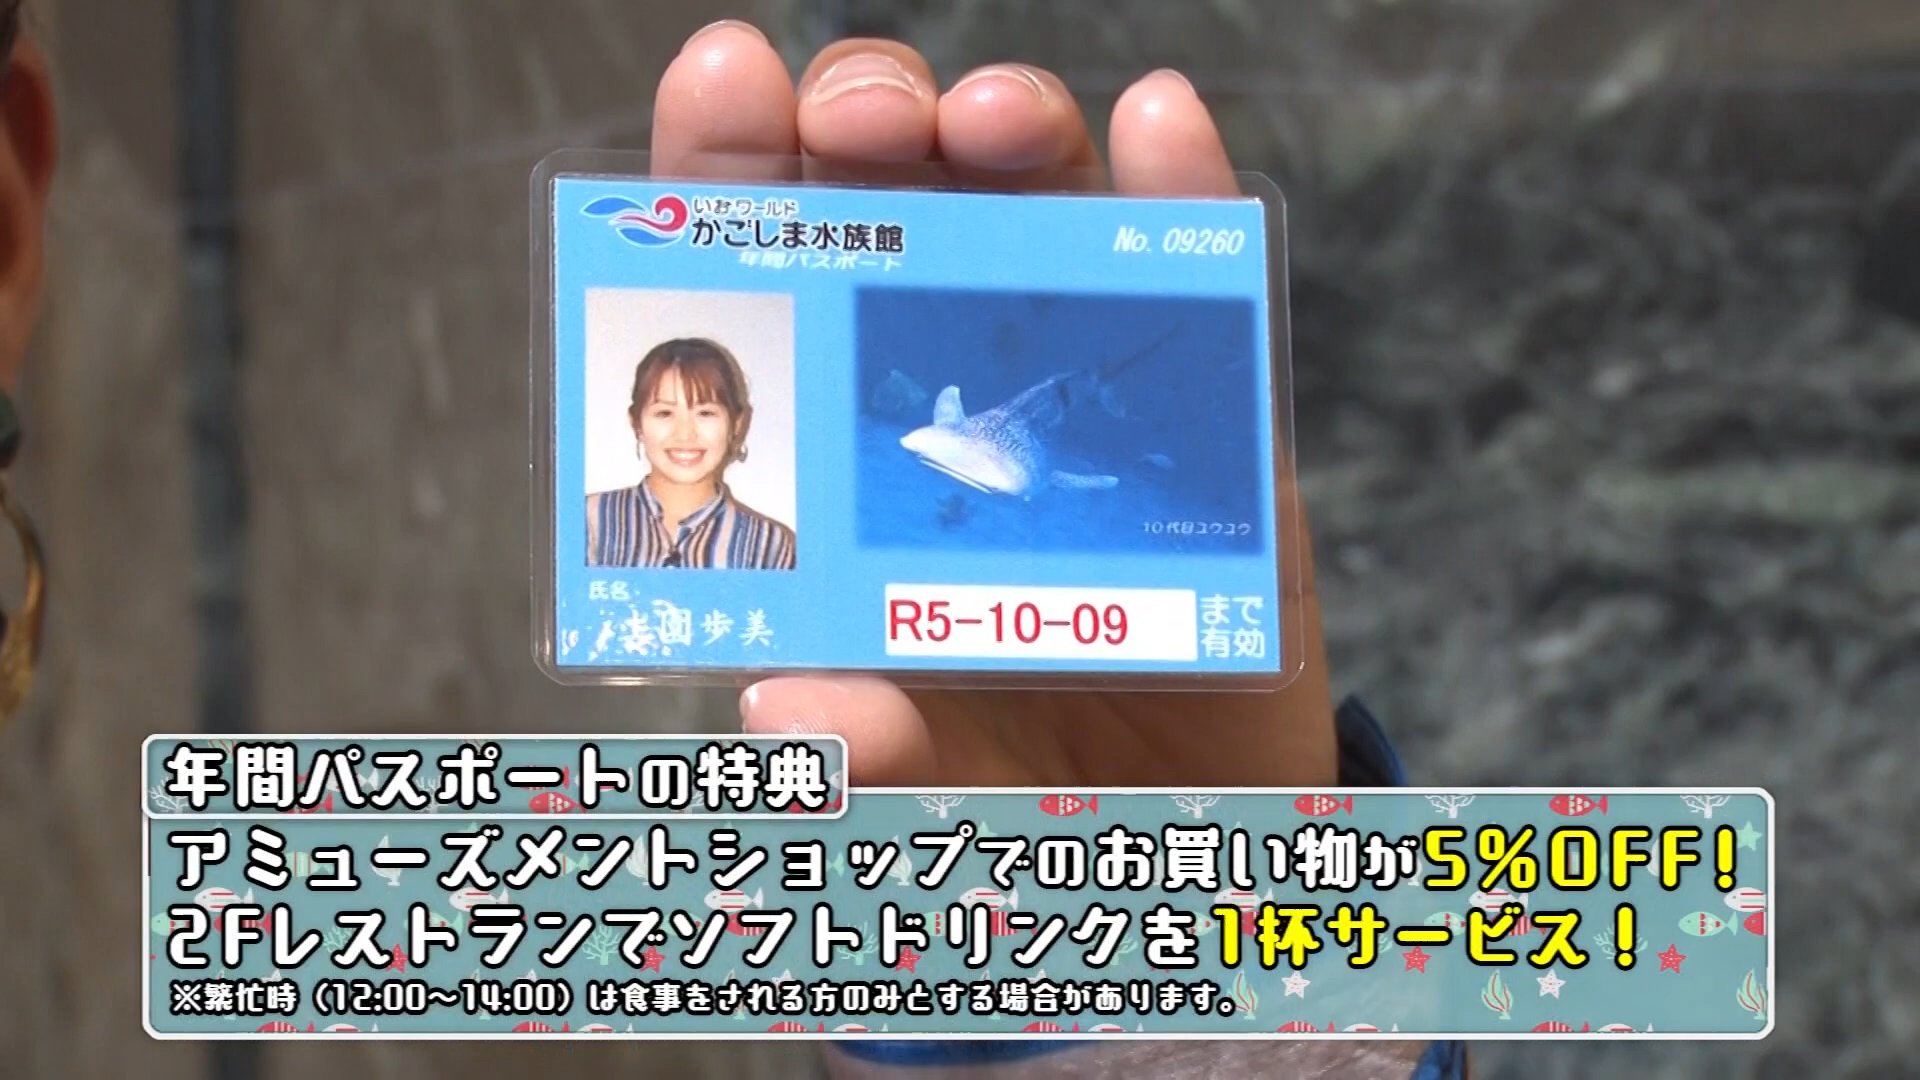 いおワールド
かごしま水族館
年間パスポート
No. 09260
10代目ユウユウ
氏名
園歩美
R5-10-09
まで
有効
年間パスポートの特典
アミューズメントショップでのお買い物が5%OFF!
2Fレストランでソフトドリンクを1杯サービス!
※繁忙時（12:00〜14:00）は食事をされる方のみとする場合があります。